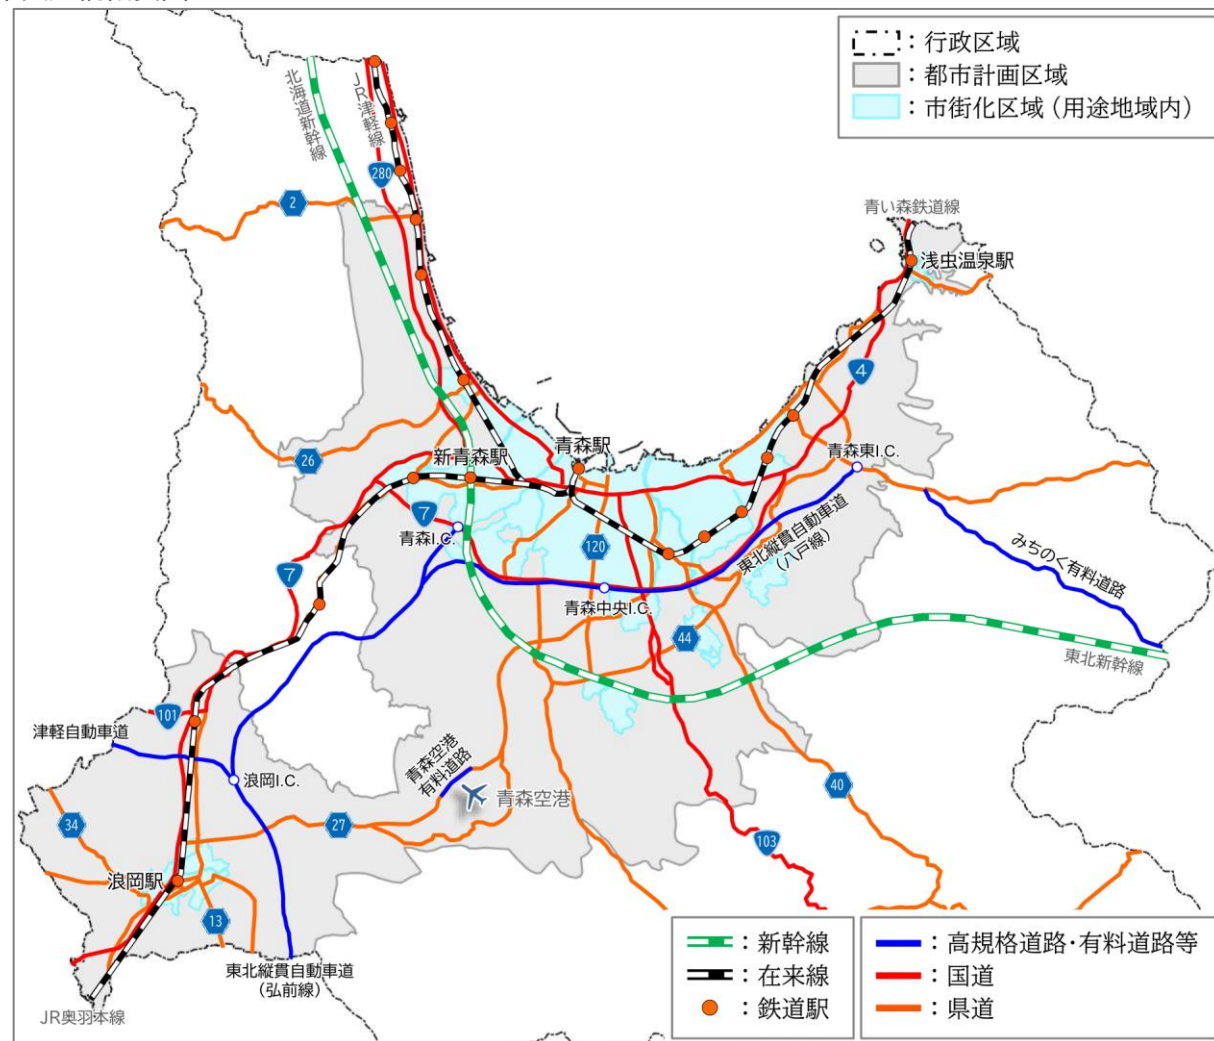 ：行政区域
：都市計画区域
：市街化区域（用途地域内）
北海道新幹線
JR津軽線
280
2
青い森鉄道線
浅虫温泉駅
4
26
新青森駅
青森駅
青森東I.C.
7
青森I.C.
120
東北縦貫自動車道
（八戸線）
みちのく有料道路
7
青森中央I.C.
44
東北新幹線
101
津軽自動車道
浪岡I.C.
青森空港
有料道路
青森空港
40
34
27
103
浪岡駅
13
東北縦貫自動車道
（弘前線）
JR奥羽本線
：新幹線
：在来線
：鉄道駅
：高規格道路・有料道路等
：国道
：県道